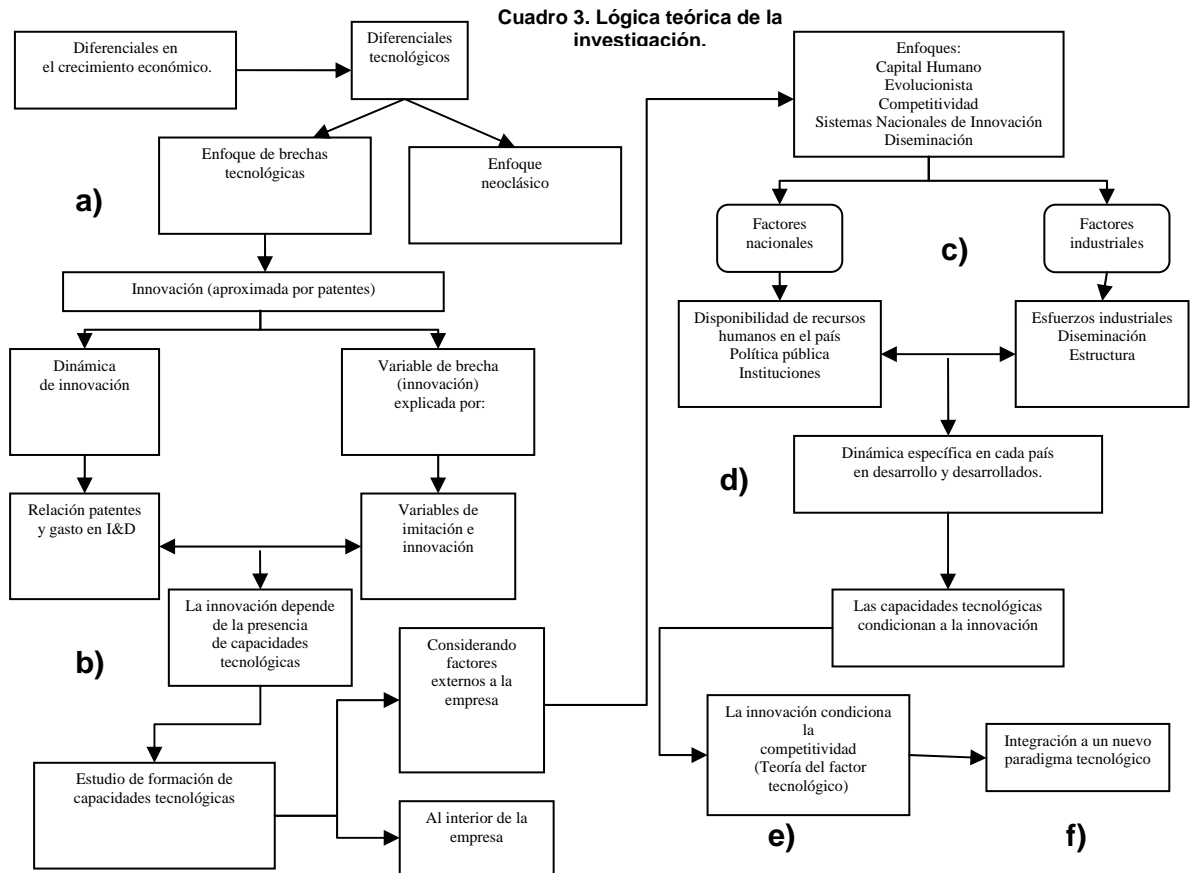 Cuadro 3. Lógica teórica de la
investigación.
Diferenciales en
el crecimiento económico.
Diferenciales
tecnológicos
Enfoque de brechas
tecnológicas
Enfoque
neoclásico
a)
Innovación (aproximada por patentes)
Dinámica
de innovación
Variable de brecha
(innovación)
explicada por:
Relación patentes
y gasto en I&D
Variables de
imitación e
innovación
La innovación depende
de la presencia
de capacidades
tecnológicas
b)
Estudio de formación de
capacidades tecnológicas
Considerando
factores
externos a la
empresa
Al interior de la
empresa
Enfoques:
Capital Humano
Evolucionista
Competitividad
Sistemas Nacionales de Innovación
Diseminación
Factores
nacionales
c)
Factores
industriales
Disponibilidad de recursos
humanos en el país
Política pública
Instituciones
Esfuerzos industriales
Diseminación
Estructura
d)
Dinámica específica en cada país
en desarrollo y desarrollados.
Las capacidades tecnológicas
condicionan a la innovación
La innovación condiciona
la
competitividad
(Teoría del factor
tecnológico)
e)
Integración a un nuevo
paradigma tecnológico
f)